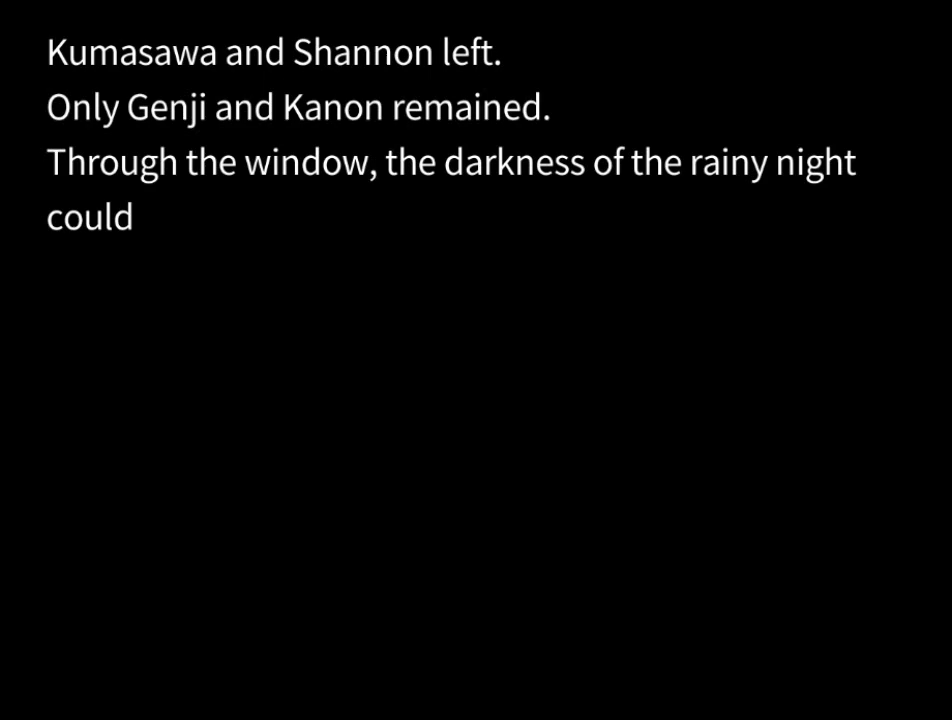 Kumasawa and Shannon left.
Only Genji and Kanon remained.
Through the window, the darkness of the rainy night
could